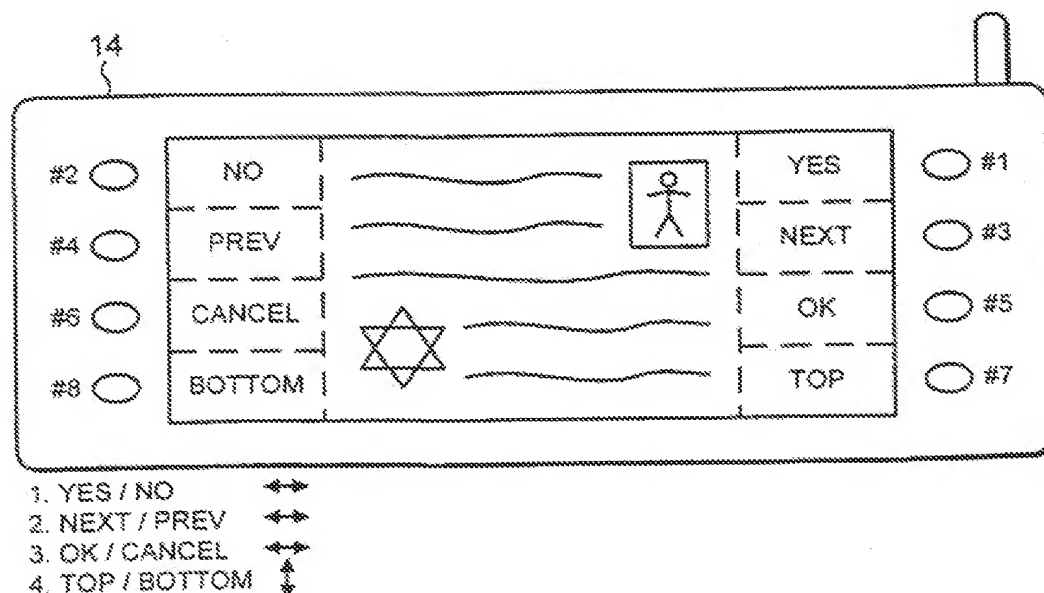 14
#2 NO YES #1
#4 PREV NEXT #3
#6 CANCEL OK #5
#8 BOTTOM TOP #7
1. YES / NO
2. NEXT / PREV
3. OK / CANCEL
4. TOP / BOTTOM